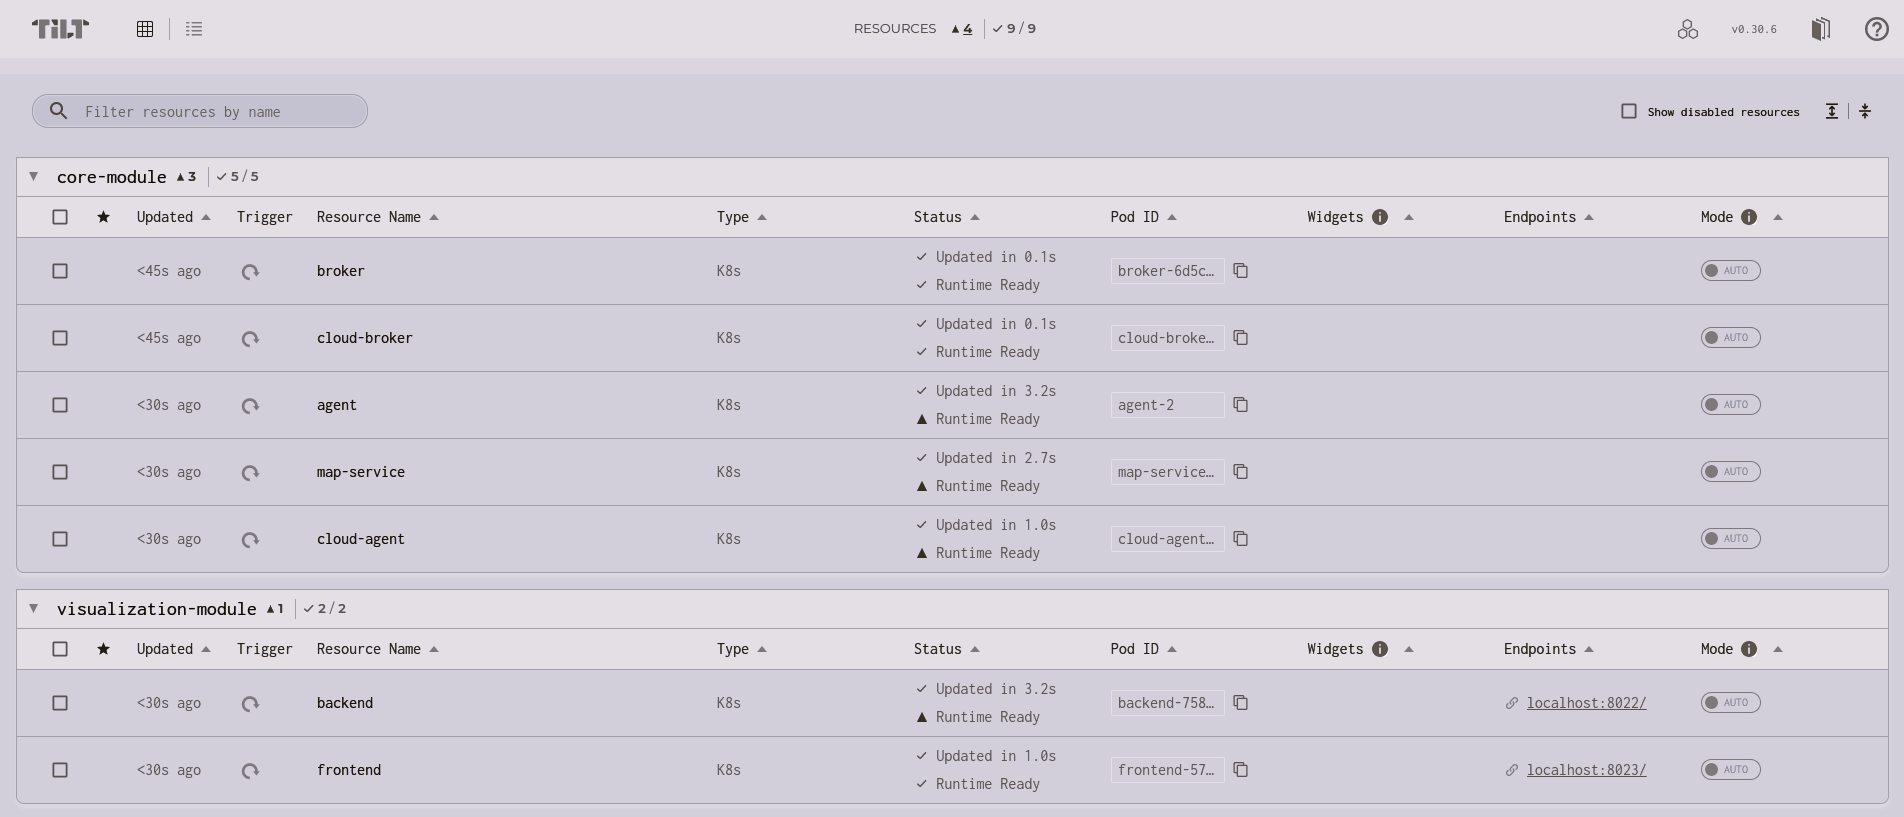 TILT RESOURCES ▲4 ✓ 9 / 9 v0.30.6
Filter resources by name Show disabled resources
core-module ▲3 ✓ 5 / 5
Updated Trigger Resource Name Type Status Pod ID Widgets Endpoints Mode
<45s ago broker K8s Updated in 0.1s broker-6d5c… AUTO
Runtime Ready
<45s ago cloud-broker K8s Updated in 0.1s cloud-broke… AUTO
Runtime Ready
<30s ago agent K8s Updated in 3.2s agent-2 AUTO
Runtime Ready
<30s ago map-service K8s Updated in 2.7s map-service… AUTO
Runtime Ready
<30s ago cloud-agent K8s Updated in 1.0s cloud-agent… AUTO
Runtime Ready
visualization-module ▲1 ✓ 2 / 2
Updated Trigger Resource Name Type Status Pod ID Widgets Endpoints Mode
<30s ago backend K8s Updated in 3.2s backend-758… localhost:8022/ AUTO
Runtime Ready
<30s ago frontend K8s Updated in 1.0s frontend-57… localhost:8023/ AUTO
Runtime Ready